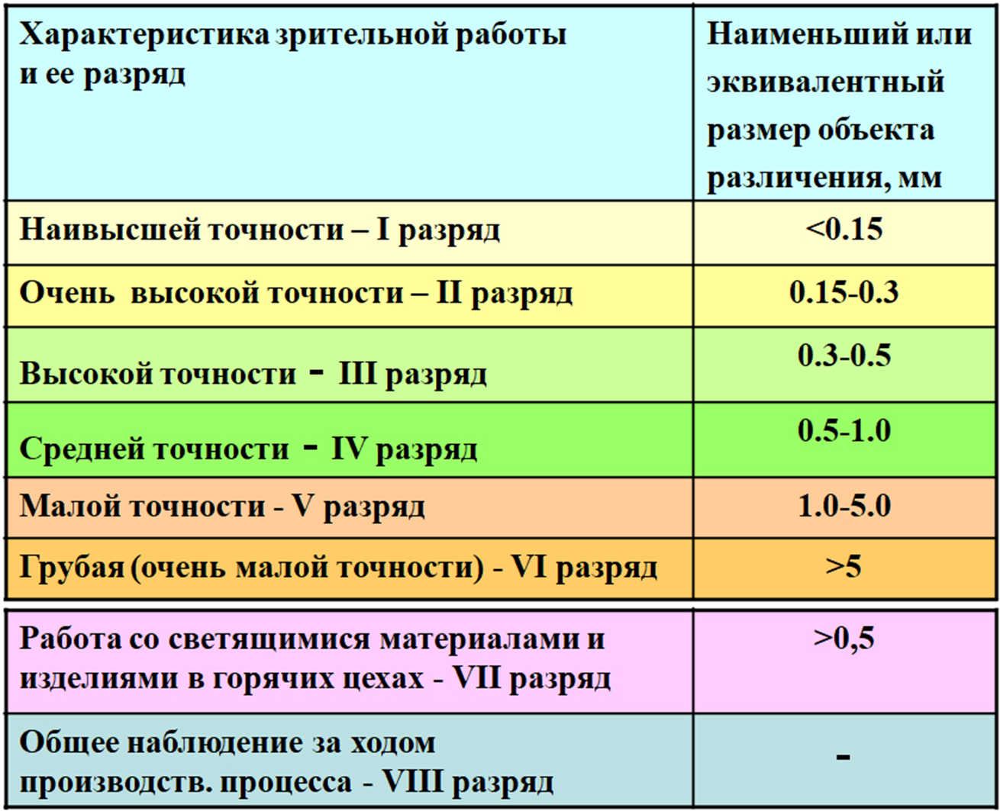 Характеристика зрительной работы
и ее разряд
Наименьший или
эквивалентный
размер объекта
различения, мм
Наивысшей точности – I разряд
<0.15
Очень высокой точности – II разряд
0.15-0.3
Высокой точности - III разряд
0.3-0.5
Средней точности - IV разряд
0.5-1.0
Малой точности - V разряд
1.0-5.0
Грубая (очень малой точности) - VI разряд
>5
Работа со светящимися материалами и
изделиями в горячих цехах - VII разряд
>0,5
Общее наблюдение за ходом
производств. процесса - VIII разряд
-